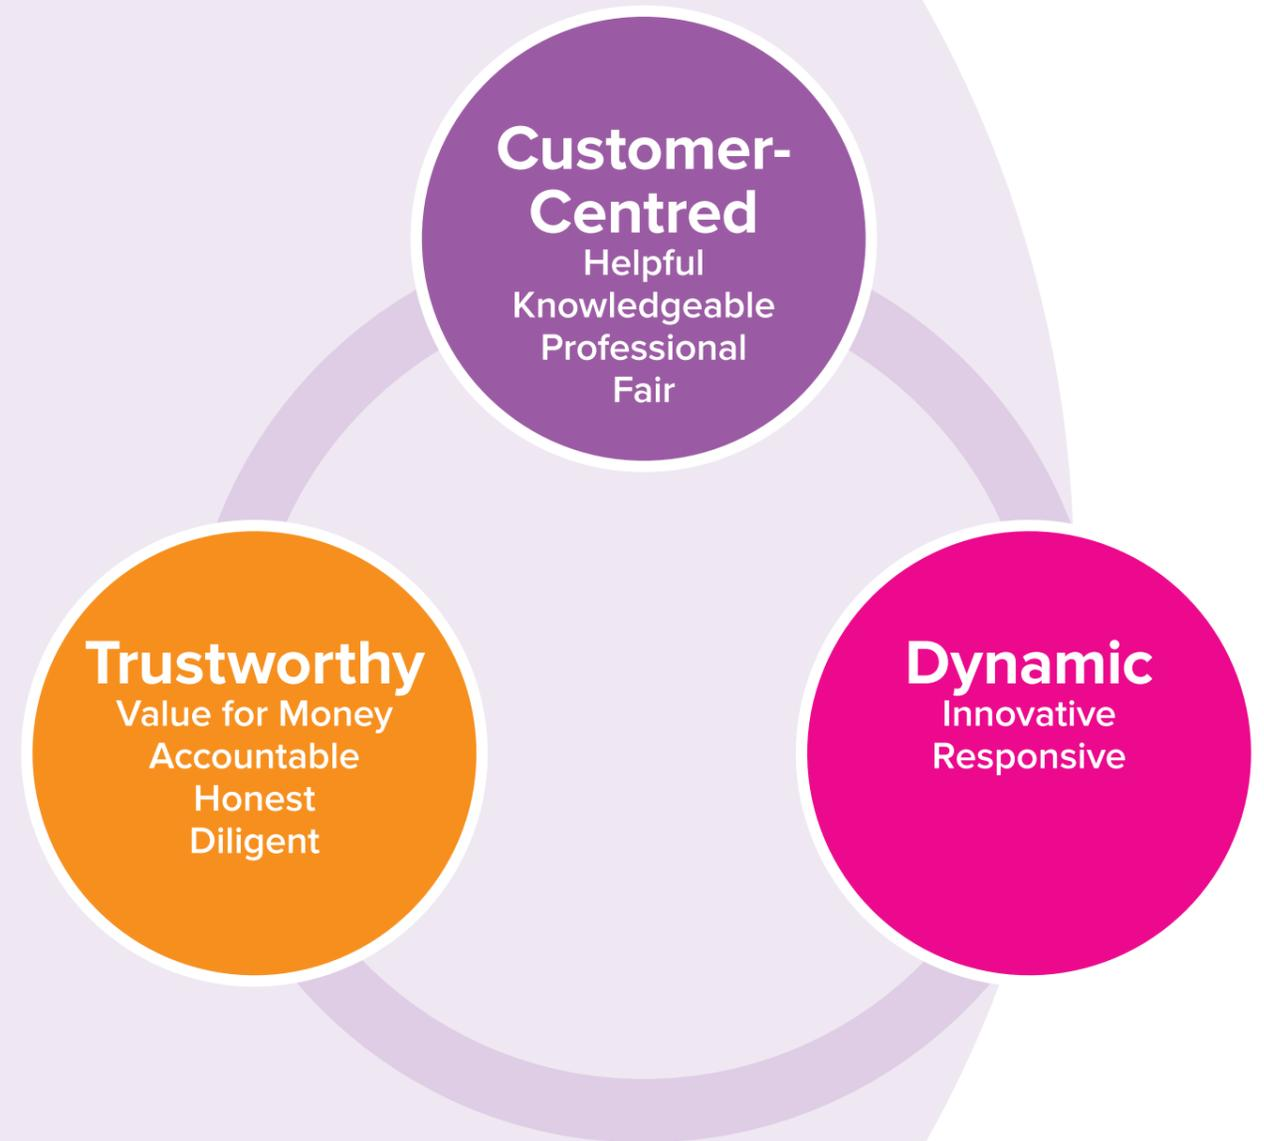 Customer-
Centred
Helpful
Knowledgeable
Professional
Fair
Trustworthy
Value for Money
Accountable
Honest
Diligent
Dynamic
Innovative
Responsive